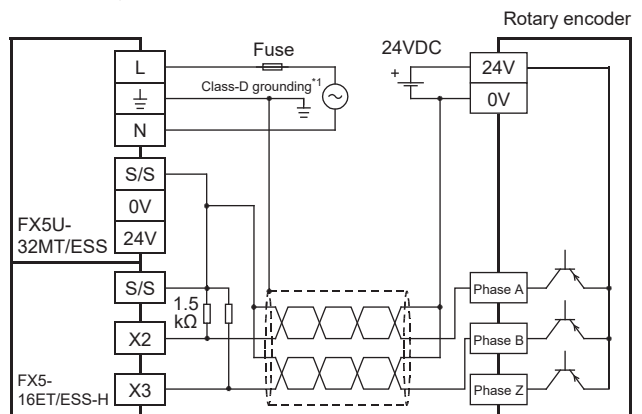 Rotary encoder
Fuse
24VDC
L
Class-D grounding*1
+
24V
0V
N
S/S
0V
24V
FX5U-
32MT/ESS
S/S
1.5
kΩ
X2
X3
FX5-
16ET/ESS-H
Phase A
Phase B
Phase Z